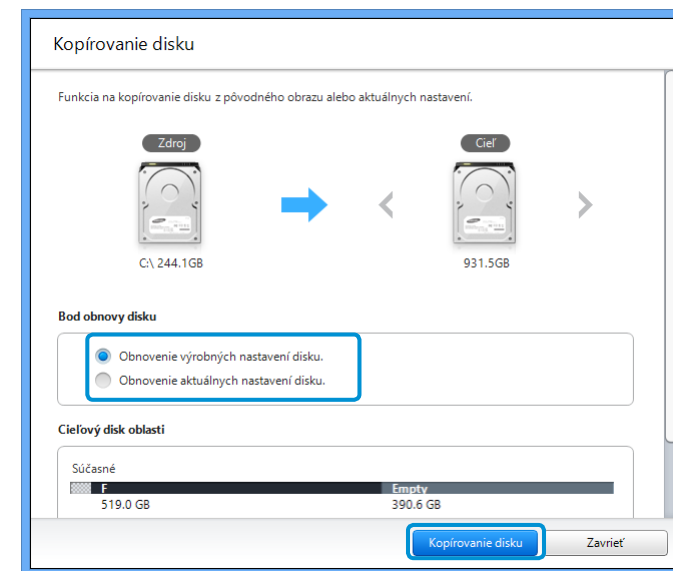 Kopírovanie disku
Funkcia na kopírovanie disku z pôvodného obrazu alebo aktuálnych nastavení.
Zdroj
Cieľ
C:\ 244.1GB
931.5GB
Bod obnovy disku
Obnovenie výrobných nastavení disku.
Obnovenie aktuálnych nastavení disku.
Cieľový disk oblasti
Súčasné
F
Empty
519.0 GB
390.6 GB
Kopírovanie disku
Zavrieť